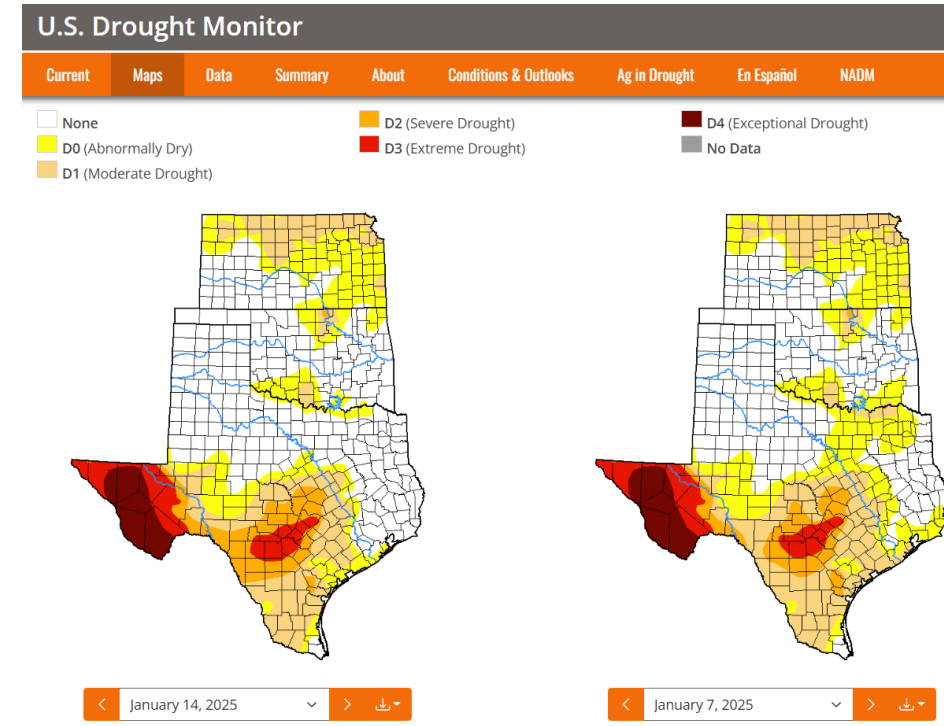 U.S. Drought Monitor
Current Maps Data Summary About Conditions & Outlooks Ag in Drought En Español NADM
None
D0 (Abnormally Dry)
D1 (Moderate Drought)
D2 (Severe Drought)
D3 (Extreme Drought)
D4 (Exceptional Drought)
No Data
January 14, 2025
January 7, 2025